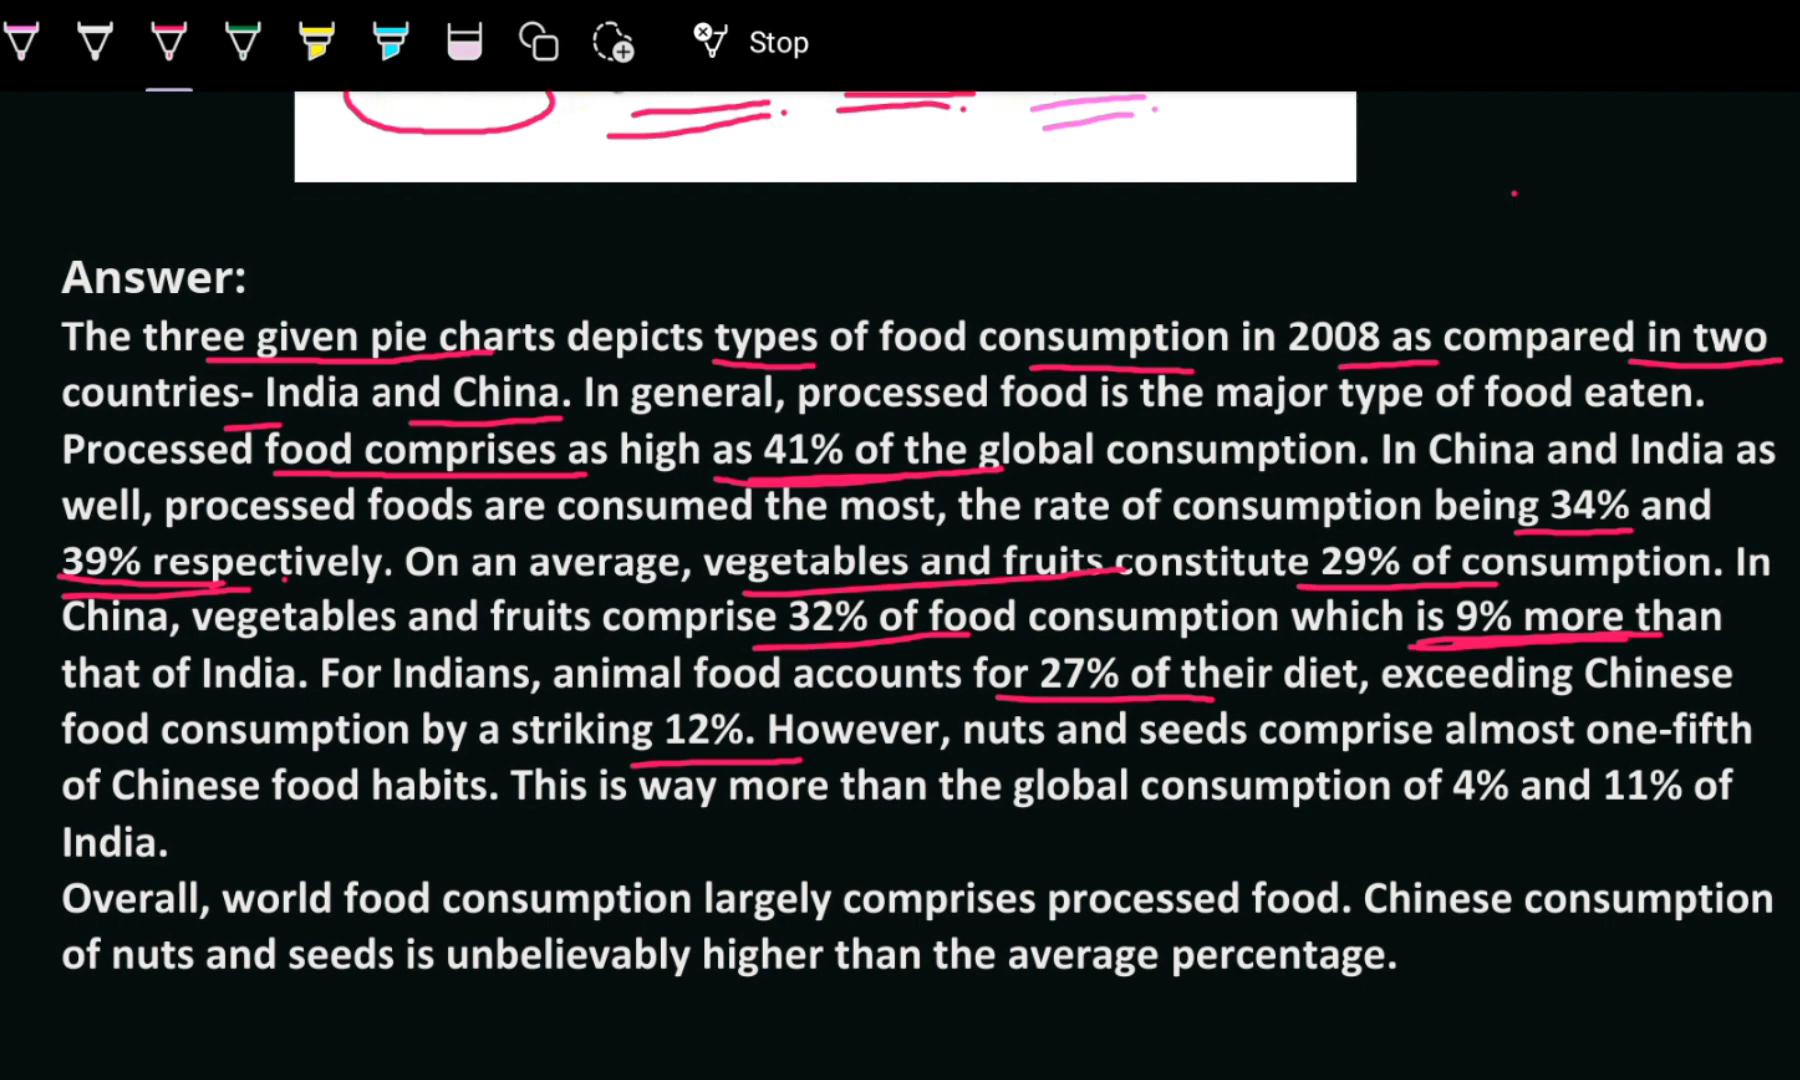 Stop
Answer:
The three given pie charts depicts types of food consumption in 2008 as compared in two
countries- India and China. In general, processed food is the major type of food eaten.
Processed food comprises as high as 41% of the global consumption. In China and India as
well, processed foods are consumed the most, the rate of consumption being 34% and
39% respectively. On an average, vegetables and fruits constitute 29% of consumption. In
China, vegetables and fruits comprise 32% of food consumption which is 9% more than
that of India. For Indians, animal food accounts for 27% of their diet, exceeding Chinese
food consumption by a striking 12%. However, nuts and seeds comprise almost one-fifth
of Chinese food habits. This is way more than the global consumption of 4% and 11% of
India.
Overall, world food consumption largely comprises processed food. Chinese consumption
of nuts and seeds is unbelievably higher than the average percentage.